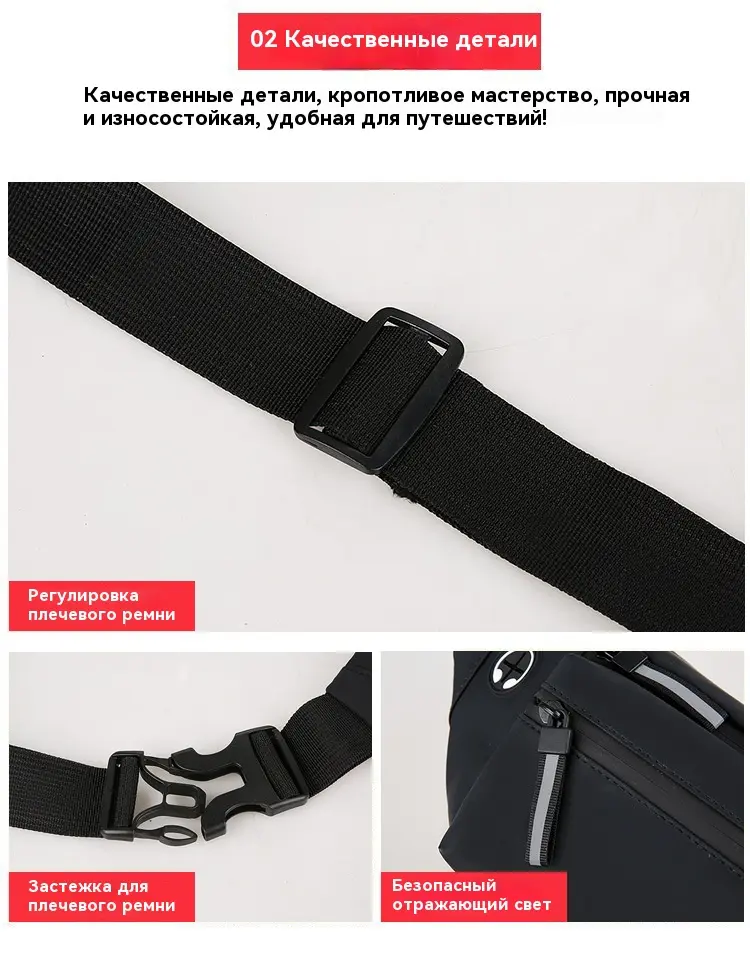 02 Качественные детали
Качественные детали, кропотливое мастерство, прочная
и износостойкая, удобная для путешествий!
Регулировка
плечевого ремни
Застежка для
плечевого ремни
Безопасный
отражающий свет